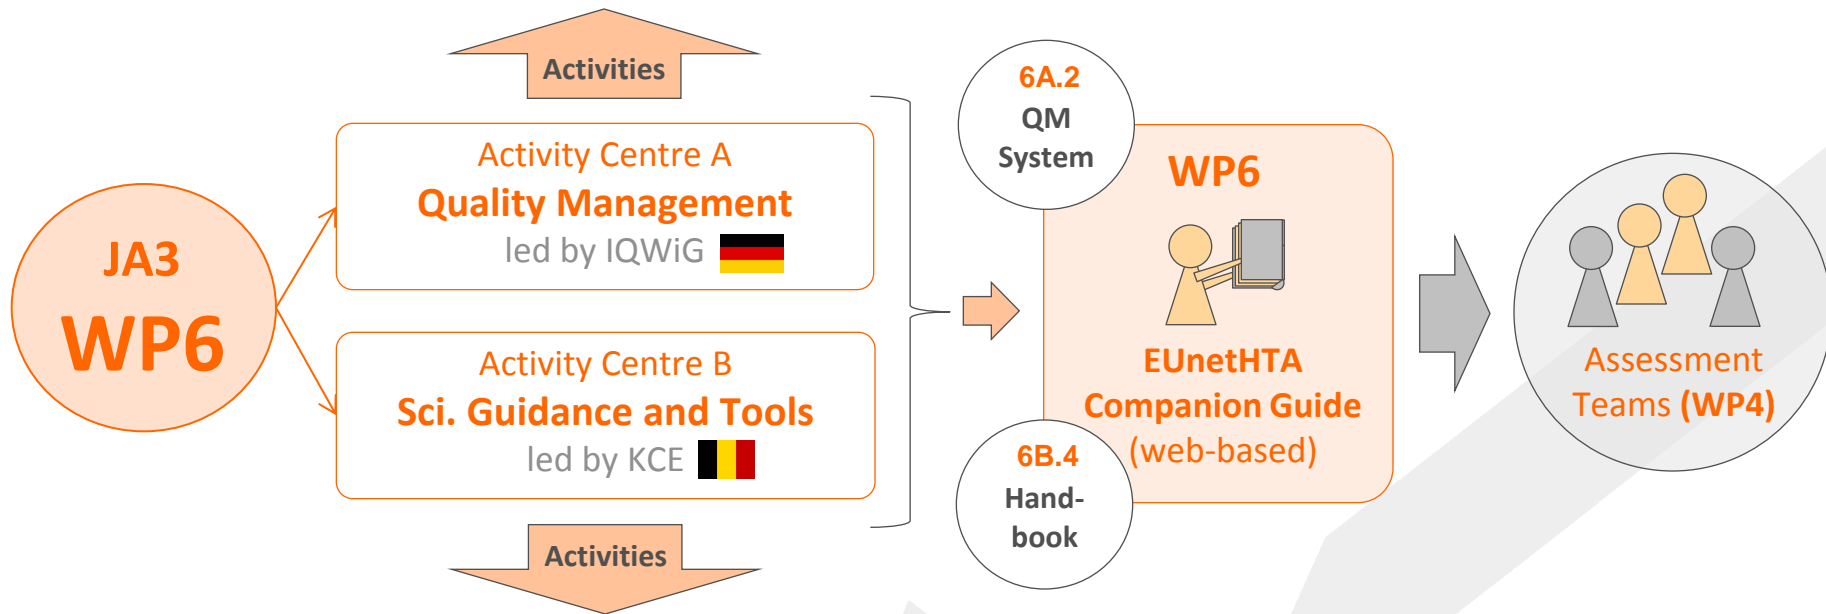 JA3
WP6
Activities
Activity Centre A
Quality Management
led by IQWiG
Activity Centre B
Sci. Guidance and Tools
led by KCE
Activities
6A.2
QM
System
WP6
EUnetHTA
Companion Guide
(web-based)
6B.4
Hand-
book
Assessment
Teams (WP4)